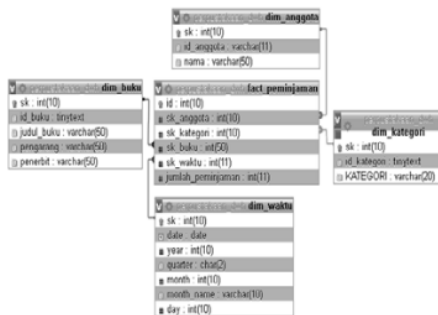 dim_anggota
sk : int(10)
id_anggota : varchar(11)
nama : varchar(50)
dim_buku
sk : int(10)
id_buku : tinytext
judul_buku : varchar(50)
pengarang : varchar(50)
penerbit : varchar(50)
fact_peminjaman
id : int(10)
sk_anggota : int(10)
sk_kategori : int(10)
sk_buku : int(50)
sk_waktu : int(11)
jumlah_peminjaman : int(11)
dim_kategori
sk : int(10)
id_kategori : tinytext
KATEGORI : varchar(20)
dim_waktu
sk : int(10)
date : date
year : int(10)
quarter : char(2)
month : int(10)
month_name : varchar(10)
day : int(10)